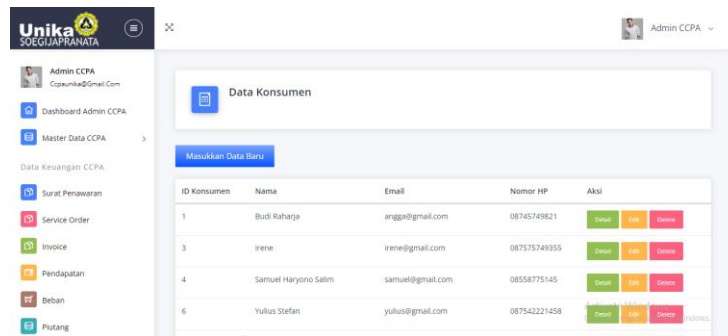 Unika
SOEGIJAPRANATA
Admin CCPA
Admin CCPA
Ccpaunika@Gmail.Com
Dashboard Admin CCPA
Master Data CCPA
Data Keuangan CCPA
Surat Penawaran
Service Order
Invoice
Pendapatan
Beban
Piutang
Data Konsumen
Masukkan Data Baru
ID Konsumen Nama Email Nomor HP Aksi
1 Budi Raharja angga@gmail.com 08745749821 Detail Edit Delete
3 Irene irene@gmail.com 087575749355 Detail Edit Delete
4 Samuel Haryono Salim samuel@gmail.com 08558775145 Detail Edit Delete
6 Yulius Stefan yulius@gmail.com 087542221458 Detail Edit Delete